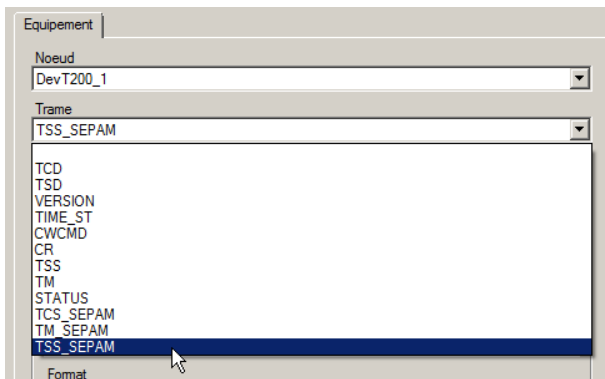 Equipement
Noeud
DevT200_1
Trame
TSS_SEPAM
TCD
TSD
VERSION
TIME_ST
CWCMD
CR
TSS
TM
STATUS
TCS_SEPAM
TM_SEPAM
TSS_SEPAM
Format